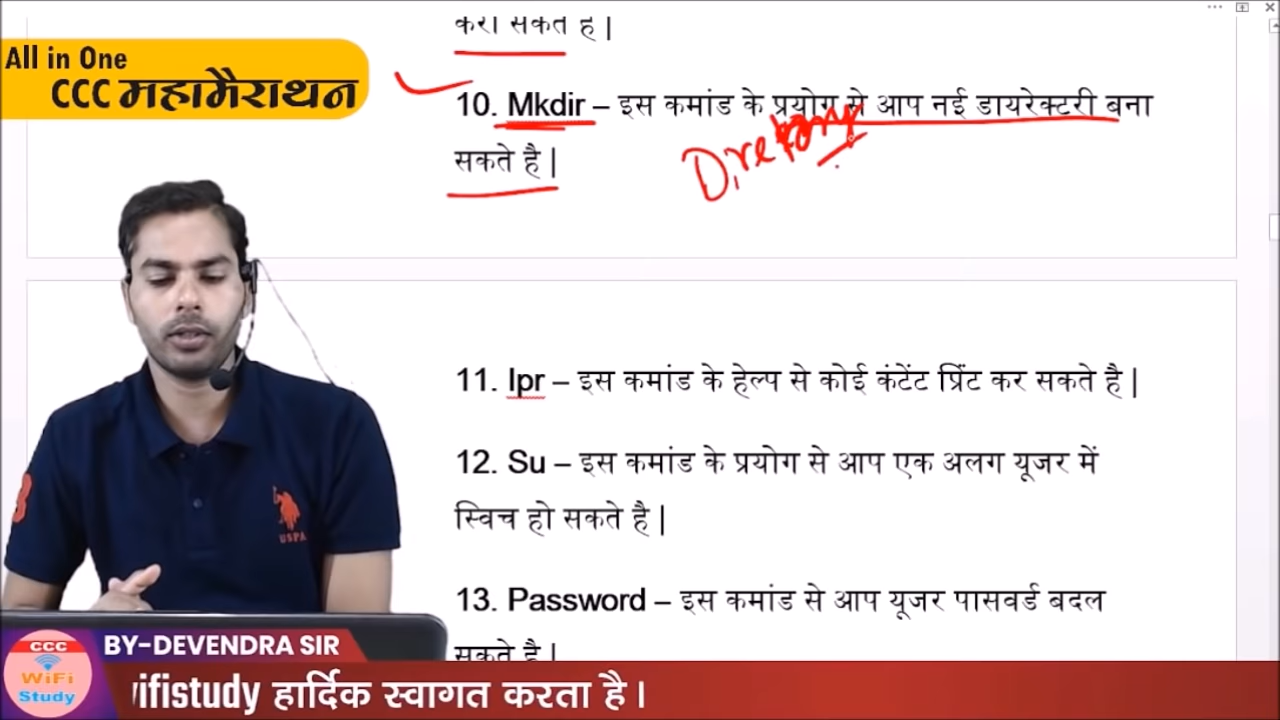 करा सकते है |
All in One
CCC महामैराथन
10. Mkdir – इस कमांड के प्रयोग से आप नई डायरेक्टरी बना
सकते है |
11. lpr – इस कमांड के हेल्प से कोई कंटेंट प्रिंट कर सकते है |
12. Su – इस कमांड के प्रयोग से आप एक अलग यूजर में
स्विच हो सकते है |
13. Password – इस कमांड से आप यूजर पासवर्ड बदल
सकते है |
USPA
CCC
WiFi
Study
BY-DEVENDRA SIR
wifistudy हार्दिक स्वागत करता है ।